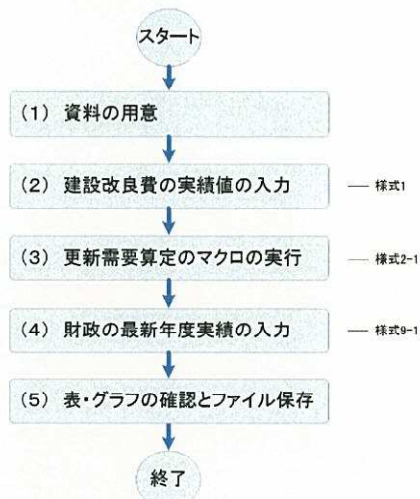 スタート
(1) 資料の用意
(2) 建設改良費の実績値の入力 ― 様式1
(3) 更新需要算定のマクロの実行 ― 様式2-1
(4) 財政の最新年度実績の入力 ― 様式9-1
(5) 表・グラフの確認とファイル保存
終了